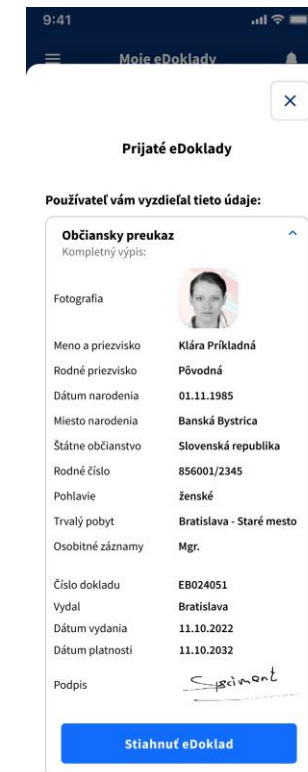 9:41
Moje eDoklady
Prijaté eDoklady
Používateľ vám vyzdieľal tieto údaje:
Občiansky preukaz
Kompletný výpis:
Fotografia
Meno a priezvisko Klára Príkladná
Rodné priezvisko Pôvodná
Dátum narodenia 01.11.1985
Miesto narodenia Banská Bystrica
Štátne občianstvo Slovenská republika
Rodné číslo 856001/2345
Pohlavie ženské
Trvalý pobyt Bratislava - Staré mesto
Osobitné záznamy Mgr.
Číslo dokladu EB024051
Vydal Bratislava
Dátum vydania 11.10.2022
Dátum platnosti 11.10.2032
Podpis
Stiahnuť eDoklad